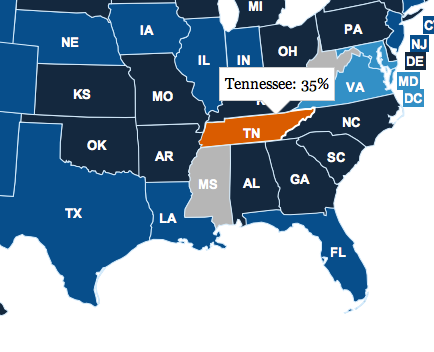 MI
IA
PA
C
NE
NJ
IL
IN
OH
DE
Tennessee: 35%
VA
MD
KS
MO
DC
TN
NC
OK
AR
SC
MS
AL
GA
TX
LA
FL